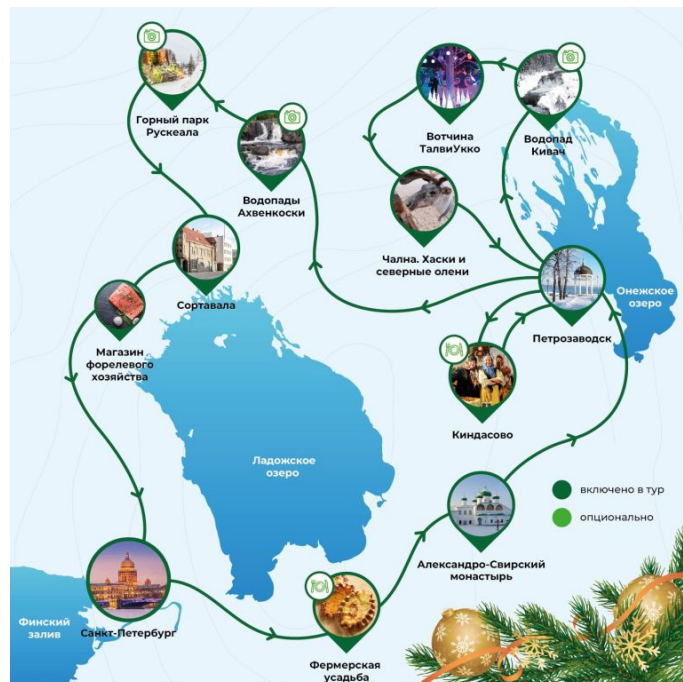 Горный парк
Рускеала
Водопады
Ахвенкоски
Вотчина
ТалвиУкко
Водопад
Кивач
Чална. Хаски и
северные олени
Сортавала
Онежское
озеро
Петрозаводск
Магазин
форелевого
хозяйства
Киндасово
Ладожское
озеро
включено в тур
опционально
Александро-Свирский
монастырь
Финский
залив
Санкт-Петербург
Фермерская
усадьба